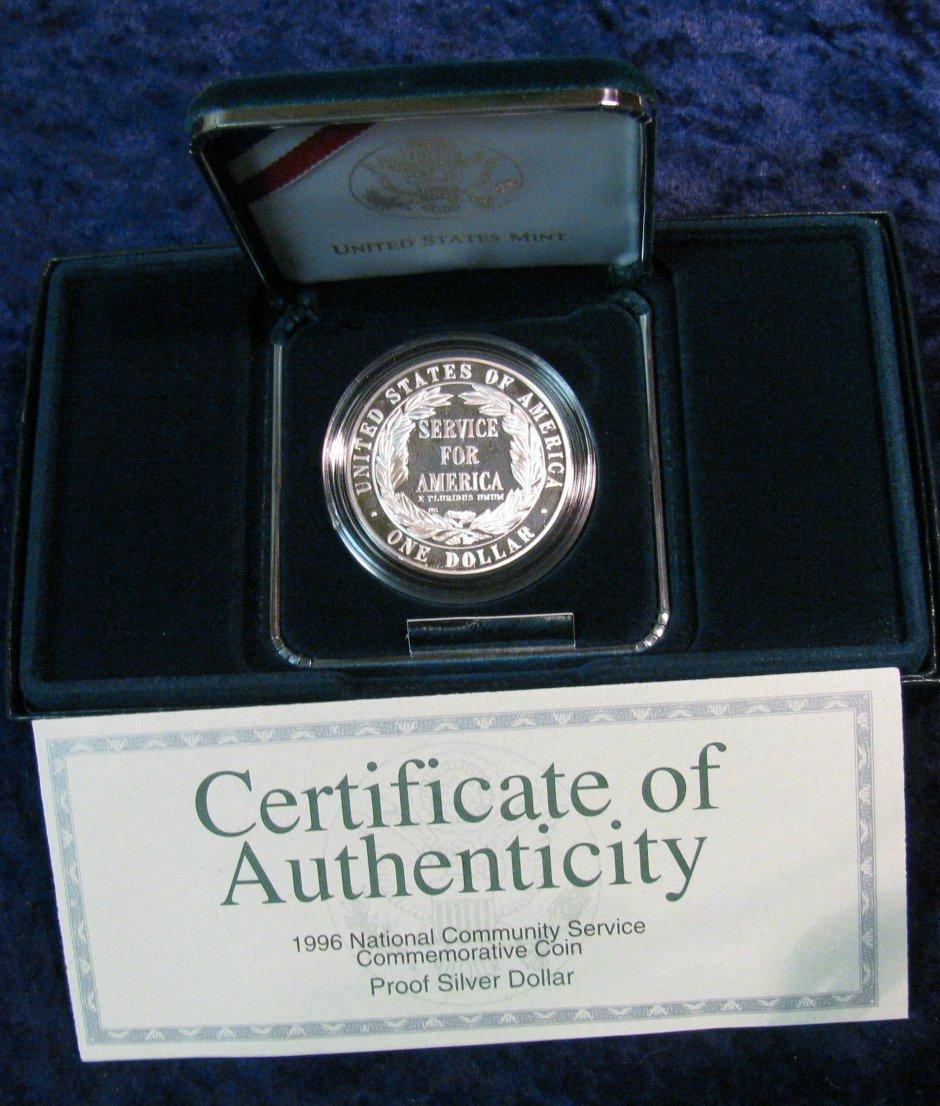 UNITED STATES MINT
UNITED STATES OF AMERICA
SERVICE
FOR
AMERICA
E PLURIBUS UNUM
ONE DOLLAR
Certificate of
Authenticity
1996 National Community Service
Commemorative Coin
Proof Silver Dollar